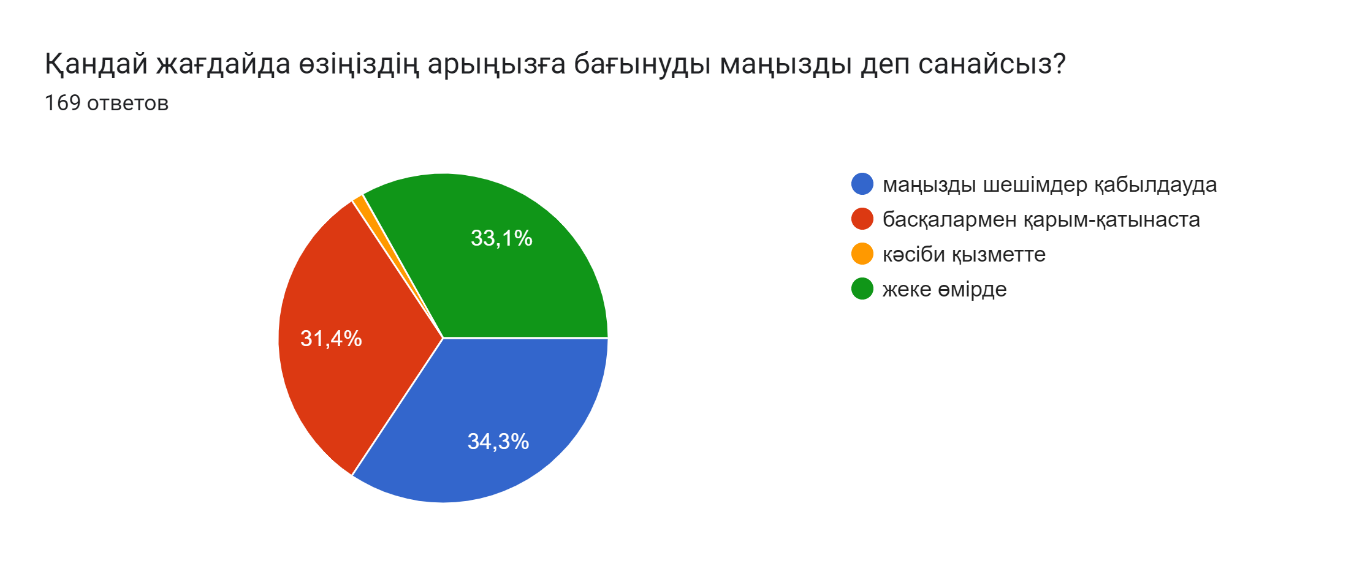 Қандай жағдайда өзіңіздің арыңызға бағынуды маңызды деп санайсыз?
169 ответов
маңызды шешімдер қабылдауда
басқалармен қарым-қатынаста
кәсіби қызметте
жеке өмірде
33,1%
31,4%
34,3%